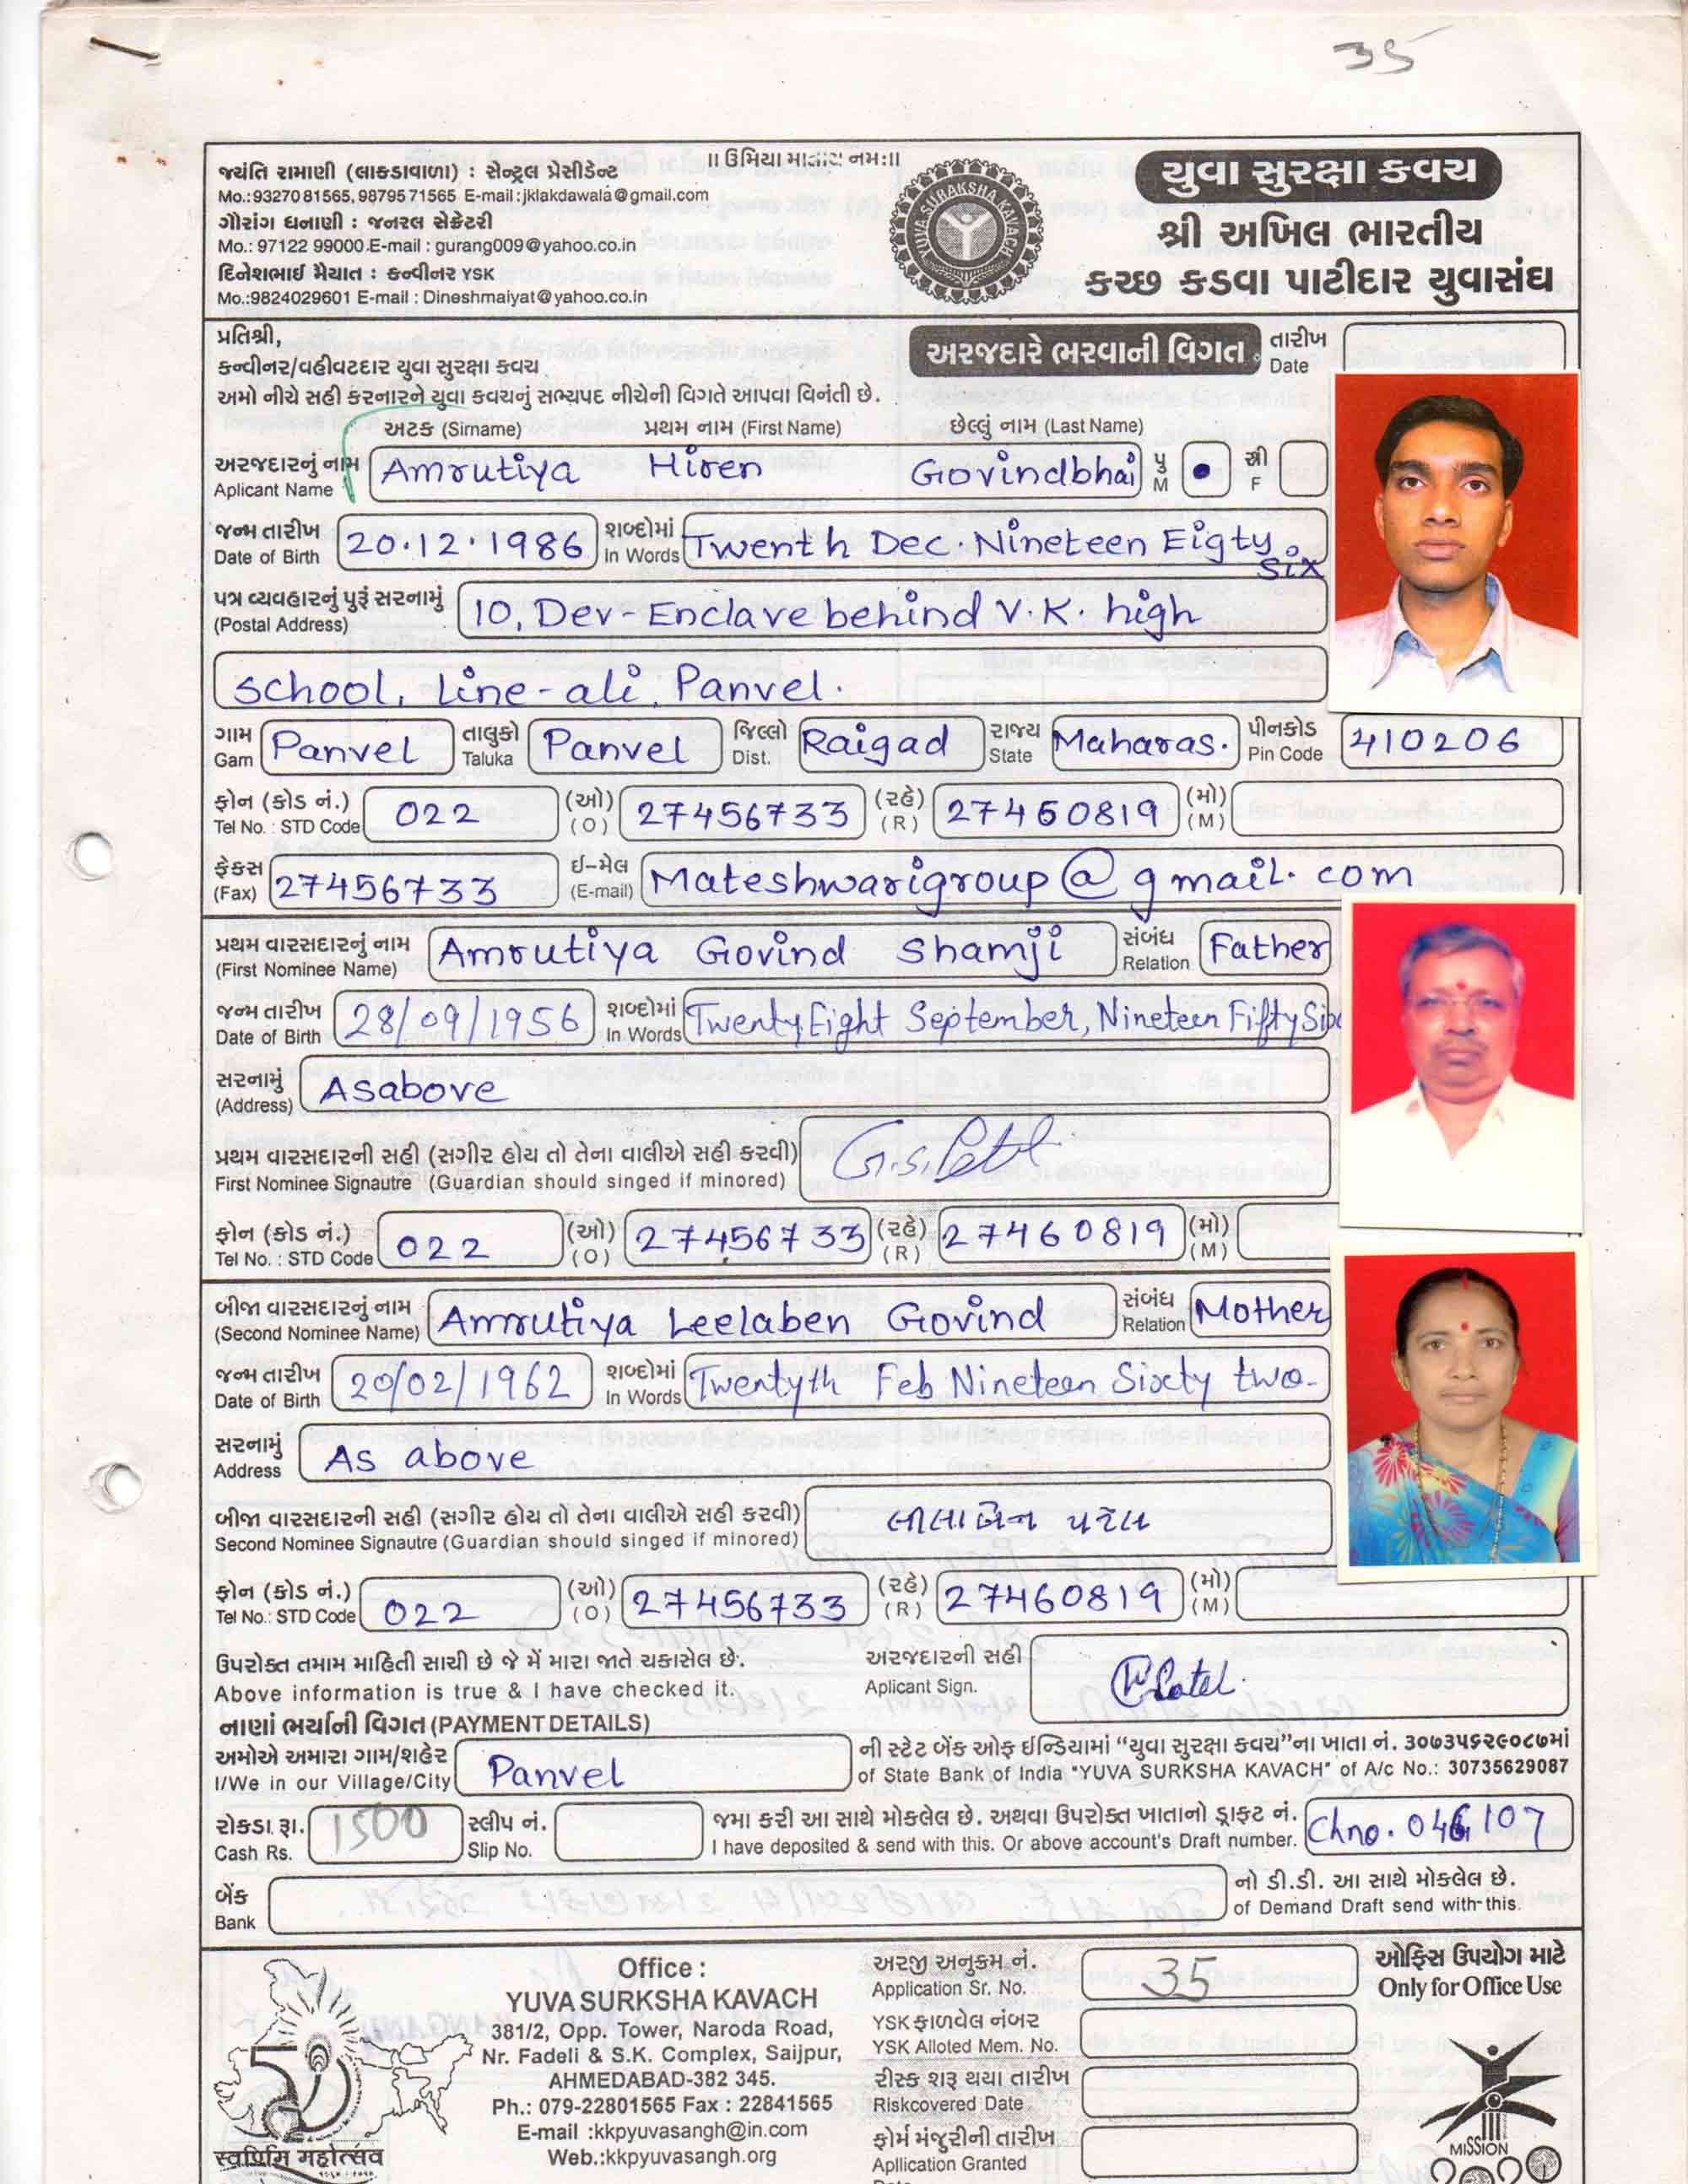 35
॥ ઉમિયા માતાય નમ:॥
જયંતિ રામાણી (લાકડાવાળા) : સેન્ટ્રલ પ્રેસીડેન્ટ
Mo.:93270 81565,98795 71565 E-mail :jklakdawala@gmail.com
ગૌરાંગ ધનાણી : જનરલ સેક્રેટરી
Mo.: 97122 99000.E-mail : gurang009@yahoo.co.in
દિનેશભાઈ મૈયાત : કન્વીનર YSK
Mo.:9824029601 E-mail : Dineshmaiyat@yahoo.co.in
YUVA SURAKSHA KAVACH
યુવા સુરક્ષા કવચ
શ્રી અખિલ ભારતીય
કચ્છ કડવા પાટીદાર યુવાસંઘ
પ્રતિશ્રી,
કન્વીનર/વહીવટદાર યુવા સુરક્ષા કવચ
અમો નીચે સહી કરનારને યુવા કવચનું સભ્યપદ નીચેની વિગતે આપવા વિનંતી છે.
અરજદારે ભરવાની વિગત
તારીખ
Date
અટક (Sirname) પ્રથમ નામ (First Name) છેલ્લું નામ (Last Name)
અરજદારનું નામ Amrutiya Hiren Govindbhai પુ સ્ત્રી
Aplicant Name M F
જન્મ તારીખ 20.12.1986 શબ્દોમાં Twenth Dec. Nineteen Eigty Six
Date of Birth In Words
પત્ર વ્યવહારનું પુરૂં સરનામું 10, Dev-Enclave behind V.K. high
(Postal Address)
school, Line-ali, Panvel.
ગામ Panvel તાલુકો Panvel જિલ્લો Raigad રાજ્ય Maharas. પીનકોડ 410206
Gam Taluka Dist. State Pin Code
ફોન (કોડ નં.) 022 (ઓ) 27456733 (રહે) 27460819 (મો)
Tel No. : STD Code (O) (R) (M)
ફેકસ 27456733 ઈ-મેલ Mateshwarigroup@gmail.com
(Fax) (E-mail)
પ્રથમ વારસદારનું નામ Amrutiya Govind Shamji સંબંધ Father
(First Nominee Name) Relation
જન્મ તારીખ 28/09/1956 શબ્દોમાં Twenty Eight September, Nineteen Fifty Six
Date of Birth In Words
સરનામું Asabove
(Address)
પ્રથમ વારસદારની સહી (સગીર હોય તો તેના વાલીએ સહી કરવી) G.S. Patel
First Nominee Signautre (Guardian should singed if minored)
ફોન (કોડ નં.) 022 (ઓ) 27456733 (રહે) 27460819 (મો)
Tel No. : STD Code (O) (R) (M)
બીજા વારસદારનું નામ Amrutiya Leelaben Govind સંબંધ Mother
(Second Nominee Name) Relation
જન્મ તારીખ 20/02/1962 શબ્દોમાં Twentyth Feb Nineteen Sixty two-
Date of Birth In Words
સરનામું As above
Address
બીજા વારસદારની સહી (સગીર હોય તો તેના વાલીએ સહી કરવી) લીલાબેન પટેલ
Second Nominee Signautre (Guardian should singed if minored)
ફોન (કોડ નં.) 022 (ઓ) 27456733 (રહે) 27460819 (મો)
Tel No.: STD Code (O) (R) (M)
ઉપરોક્ત તમામ માહિતી સાચી છે જે મેં મારા જાતે ચકાસેલ છે. અરજદારની સહી
Above information is true & I have checked it. Aplicant Sign. Patel.
નાણાં ભર્યાની વિગત (PAYMENT DETAILS)
અમોએ અમારા ગામ/શહેર Panvel ની સ્ટેટ બેંક ઓફ ઈન્ડિયામાં “યુવા સુરક્ષા કવચ”ના ખાતા નં. ૩૦૭૩૫૬૨૯૦૮૭માં
I/We in our Village/City of State Bank of India "YUVA SURKSHA KAVACH" of A/c No.: 30735629087
રોકડા રૂા. 1500 સ્લીપ નં. જમા કરી આ સાથે મોકલેલ છે. અથવા ઉપરોક્ત ખાતાનો ડ્રાફ્ટ નં. Chno. 046107
Cash Rs. Slip No. I have deposited & send with this. Or above account's Draft number.
બેંક નો ડી.ડી. આ સાથે મોકલેલ છે.
Bank of Demand Draft send with this.
Office :
YUVA SURKSHA KAVACH
381/2, Opp. Tower, Naroda Road,
Nr. Fadeli & S.K. Complex, Saijpur,
AHMEDABAD-382 345.
Ph.: 079-22801565 Fax : 22841565
E-mail :kkpyuvasangh@in.com
Web.:kkpyuvasangh.org
50
स्वर्णिम महोत्सव
અરજી અનુક્રમ નં. 35
Application Sr. No.
YSK ફાળવેલ નંબર
YSK Alloted Mem. No.
રીસ્ક શરૂ થયા તારીખ
Riskcovered Date
ફોર્મ મંજુરીની તારીખ
Apllication Granted
ઓફિસ ઉપયોગ માટે
Only for Office Use
MISSION